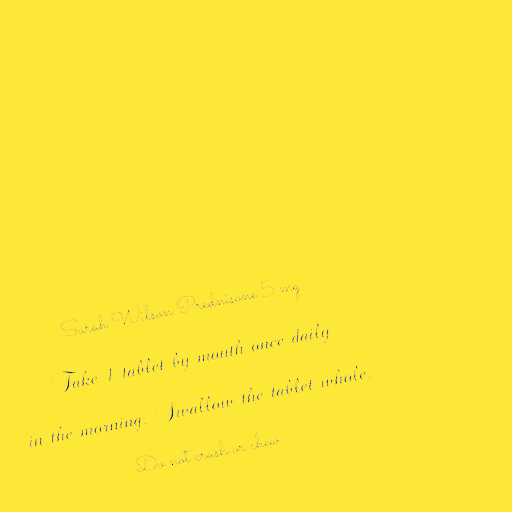 Sarah Wilson Prednisone 5 mg
Take 1 tablet by mouth once daily
in the morning. Swallow the tablet whole.
Do not crush or chew